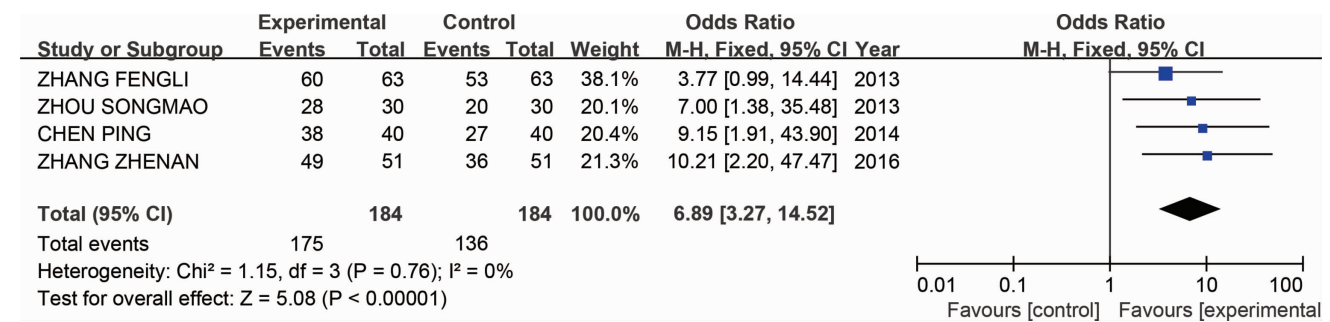 Experimental Control Odds Ratio Odds Ratio
Study or Subgroup Events Total Events Total Weight M-H, Fixed, 95% CI Year M-H, Fixed, 95% CI
ZHANG FENGLI 60 63 53 63 38.1% 3.77 [0.99, 14.44] 2013
ZHOU SONGMAO 28 30 20 30 20.1% 7.00 [1.38, 35.48] 2013
CHEN PING 38 40 27 40 20.4% 9.15 [1.91, 43.90] 2014
ZHANG ZHENAN 49 51 36 51 21.3% 10.21 [2.20, 47.47] 2016
Total (95% CI) 184 184 100.0% 6.89 [3.27, 14.52]
Total events 175 136
Heterogeneity: Chi² = 1.15, df = 3 (P = 0.76); I² = 0%
Test for overall effect: Z = 5.08 (P < 0.00001)
0.01 0.1 1 10 100
Favours [control] Favours [experimental